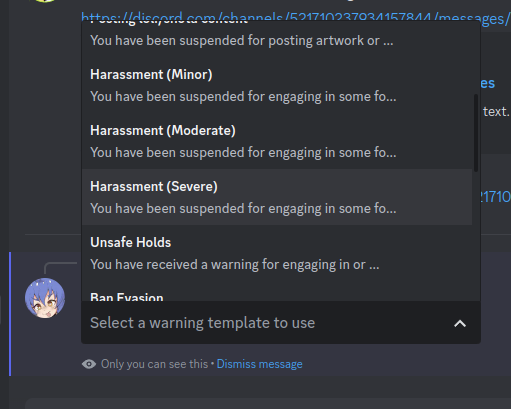 https://discord.com/channels/521710237934157844/messages/
You have been suspended for posting artwork or ...
es
Harassment (Minor)
You have been suspended for engaging in some fo...
text.
Harassment (Moderate)
You have been suspended for engaging in some fo...
Harassment (Severe)
21710
You have been suspended for engaging in some fo...
Unsafe Holds
You have received a warning for engaging in or ...
Ban Evasion
Select a warning template to use
Only you can see this • Dismiss message